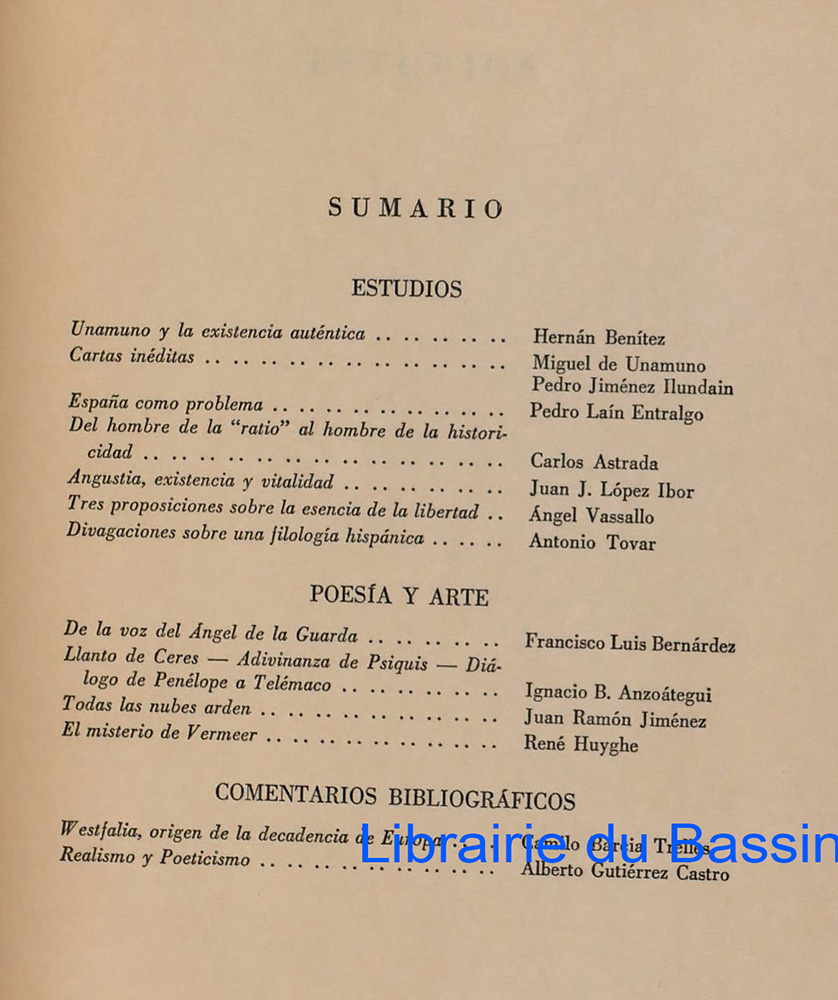 SUMARIO
ESTUDIOS
Unamuno y la existencia auténtica . . . . . . . . . Hernán Benítez
Cartas inéditas . . . . . . . . . . . . . . . . . . Miguel de Unamuno
Pedro Jiménez Ilundain
España como problema . . . . . . . . . . . . . . . Pedro Laín Entralgo
Del hombre de la “ratio” al hombre de la histori-
cidad . . . . . . . . . . . . . . . . . . . . Carlos Astrada
Angustia, existencia y vitalidad . . . . . . . . . . Juan J. López Ibor
Tres proposiciones sobre la esencia de la libertad . . Ángel Vassallo
Divagaciones sobre una filología hispánica . . . . . . Antonio Tovar
POESÍA Y ARTE
De la voz del Ángel de la Guarda . . . . . . . . . Francisco Luis Bernárdez
Llanto de Ceres — Adivinanza de Psiquis — Diá-
logo de Penélope a Telémaco . . . . . . . . . . . Ignacio B. Anzoátegui
Todas las nubes arden . . . . . . . . . . . . . . . . Juan Ramón Jiménez
El misterio de Vermeer . . . . . . . . . . . . . . . René Huyghe
COMENTARIOS BIBLIOGRÁFICOS
Westfalia, origen de la decadencia de Europa . . . . Camilo Barcia Trelles
Realismo y Poeticismo . . . . . . . . . . . . . . . . Alberto Gutiérrez Castro
Librairie du Bassin